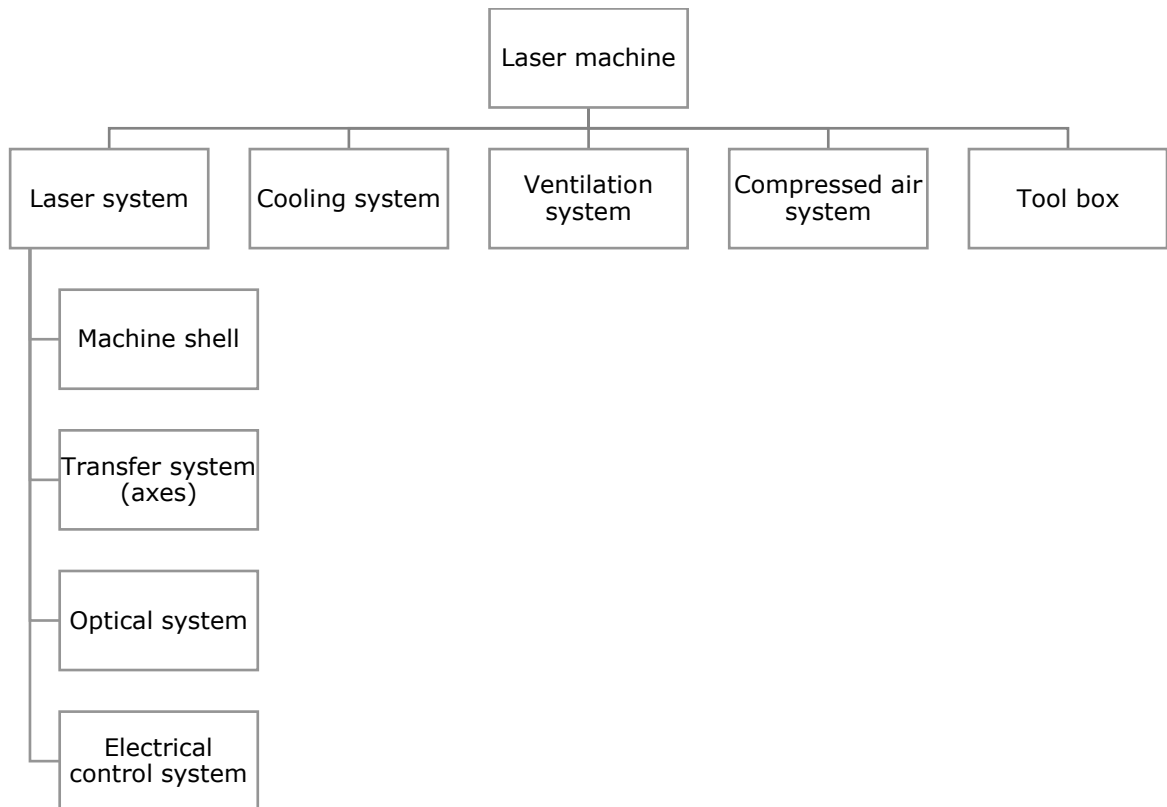 Laser machine
Laser system
Cooling system
Ventilation
system
Compressed air
system
Tool box
Machine shell
Transfer system
(axes)
Optical system
Electrical
control system